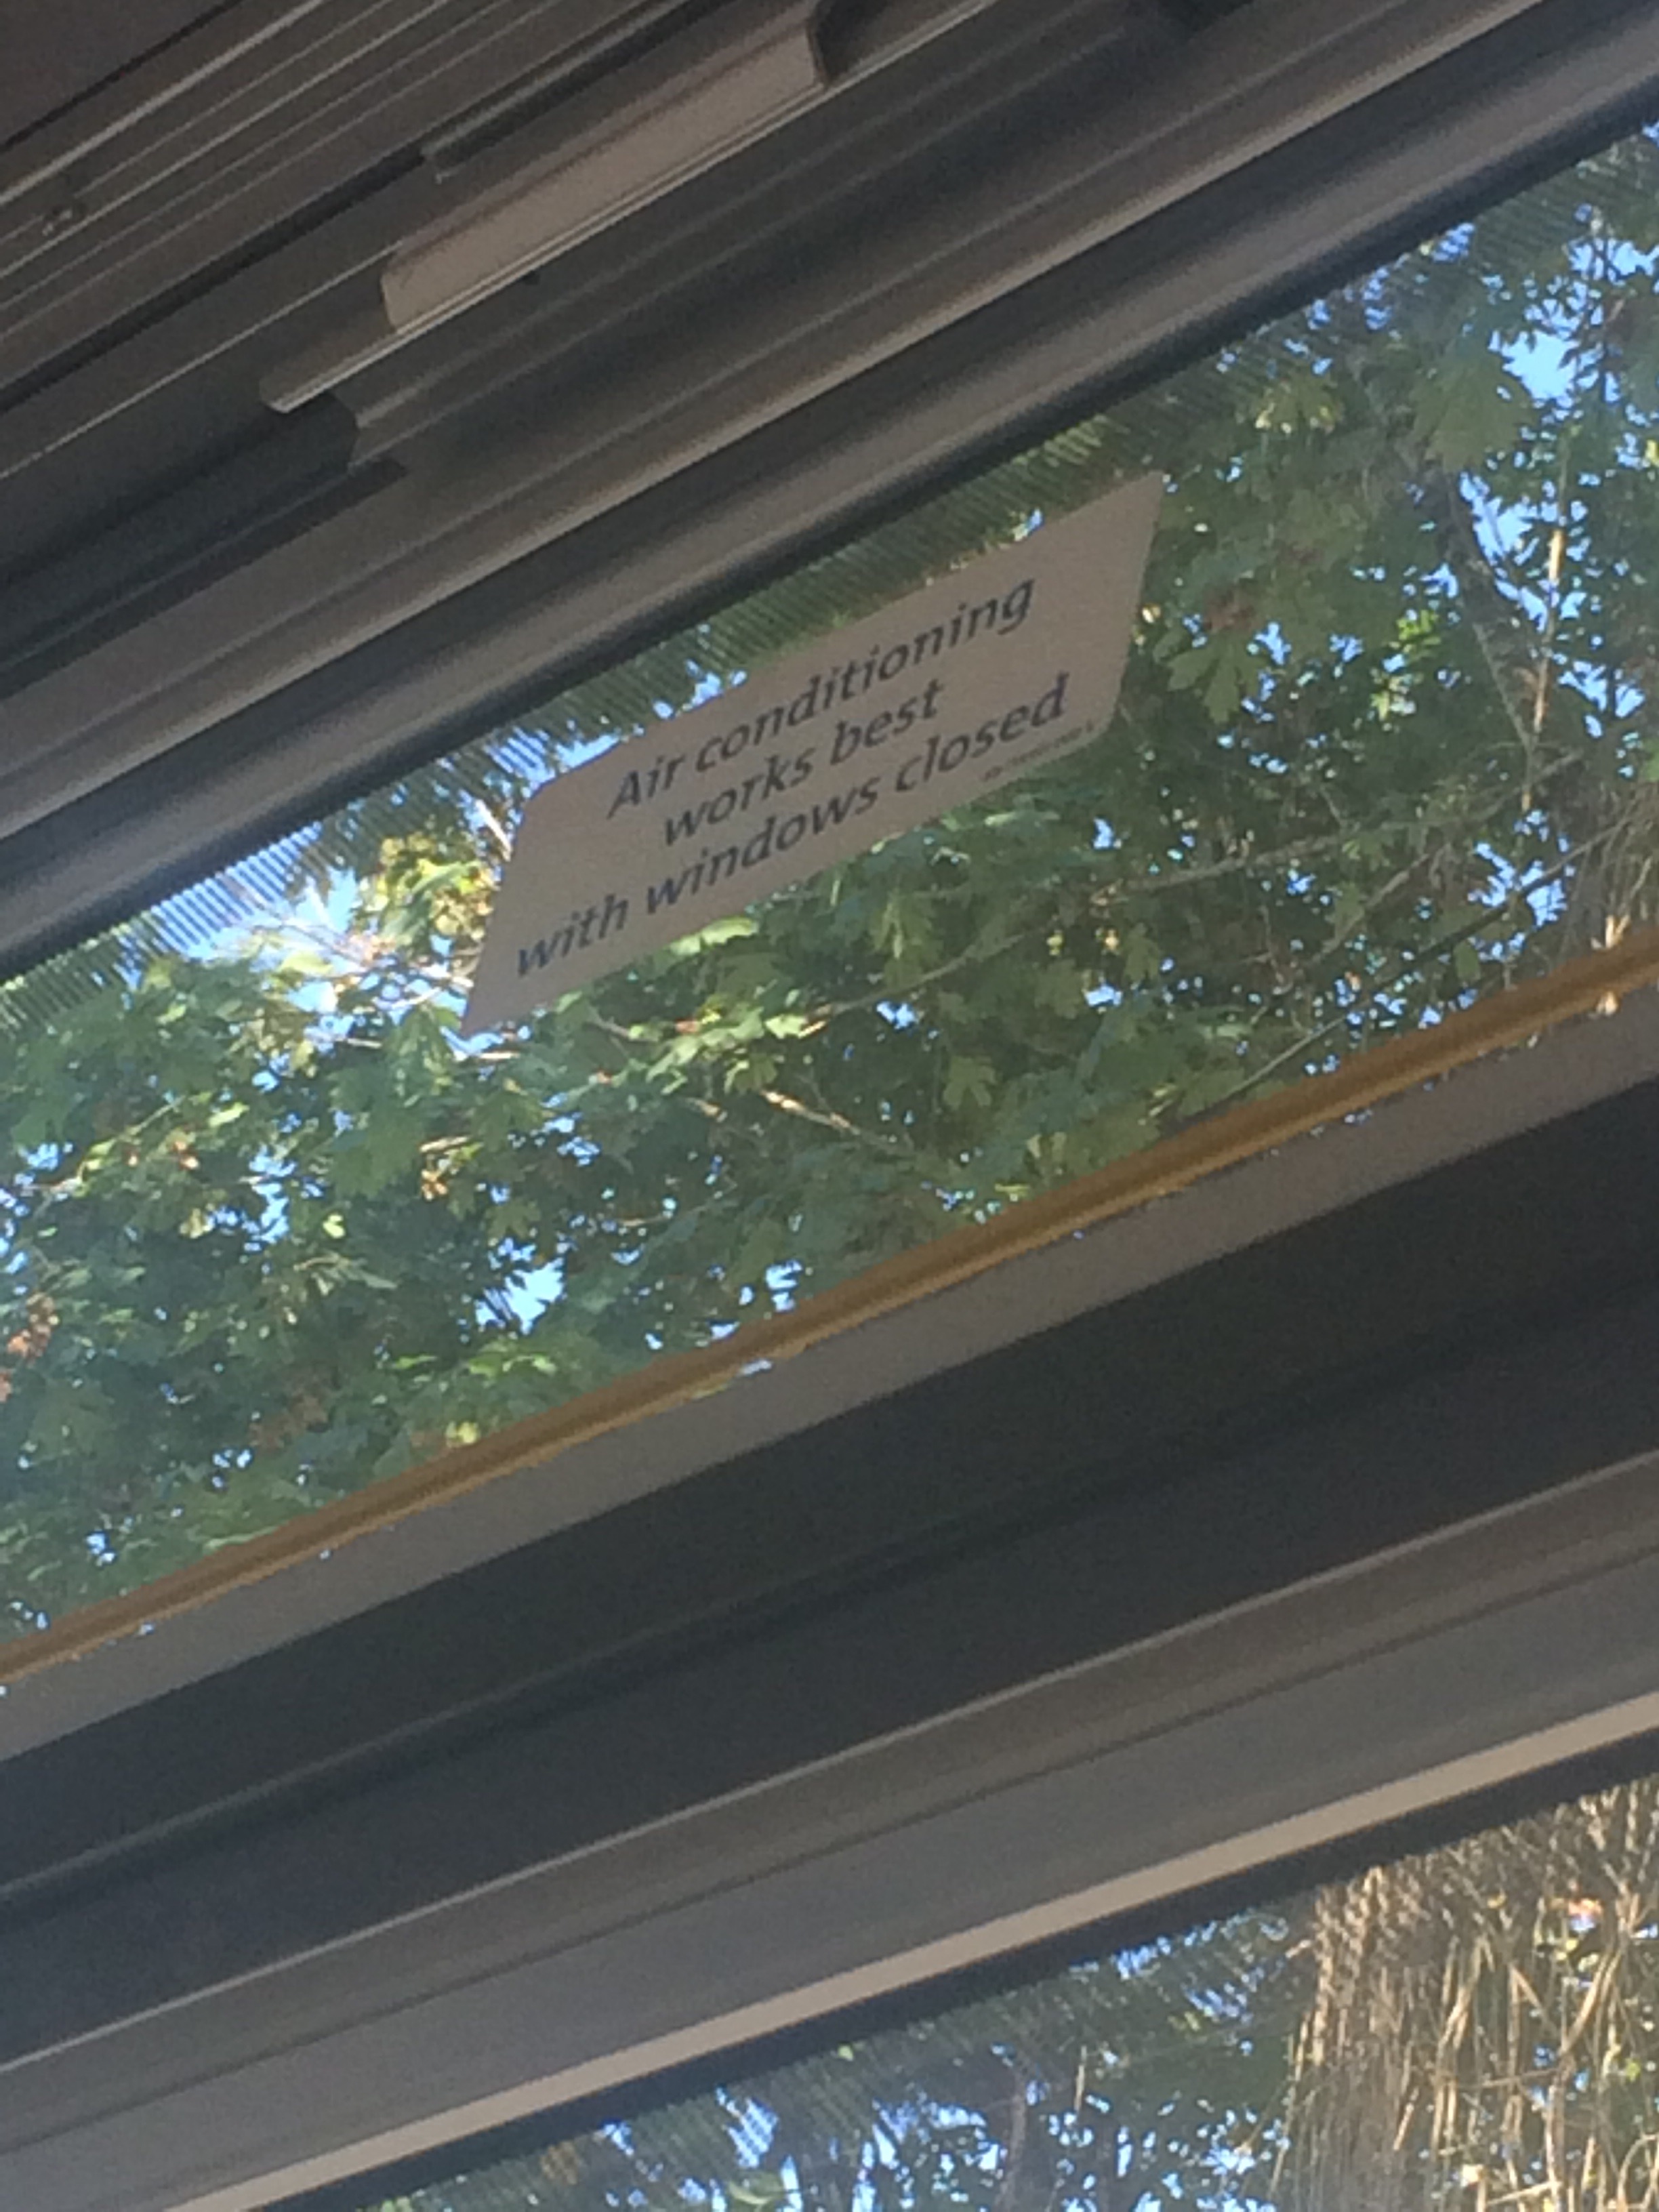 Air conditioning
works best
with windows closed